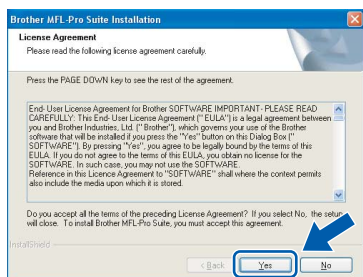 Brother MFL-Pro Suite Installation
License Agreement
Please read the following license agreement carefully.
Press the PAGE DOWN key to see the rest of the agreement.
End- User License Agreement for Brother SOFTWARE IMPORTANT- PLEASE READ
CAREFULLY: This End- User License Agreement (" EULA") is a legal agreement between
you and Brother Industries, Ltd. (" Brother"), which governs your use of the Brother
software that will be installed if you press the "Yes" button on this Dialog Box ("
SOFTWARE"). By pressing "Yes", you agree to be legally bound by the terms of this
EULA. If you do not agree to the terms of this EULA, you obtain no license for the
SOFTWARE. In such case, you may not use the SOFTWARE.
Reference in this Licence Agreement to "SOFTWARE" shall where the context permits
also include the media upon which it is stored.
Do you accept all the terms of the preceding License Agreement? If you select No, the setup
will close. To install Brother MFL-Pro Suite, you must accept this agreement.
InstallShield
< Back Yes No